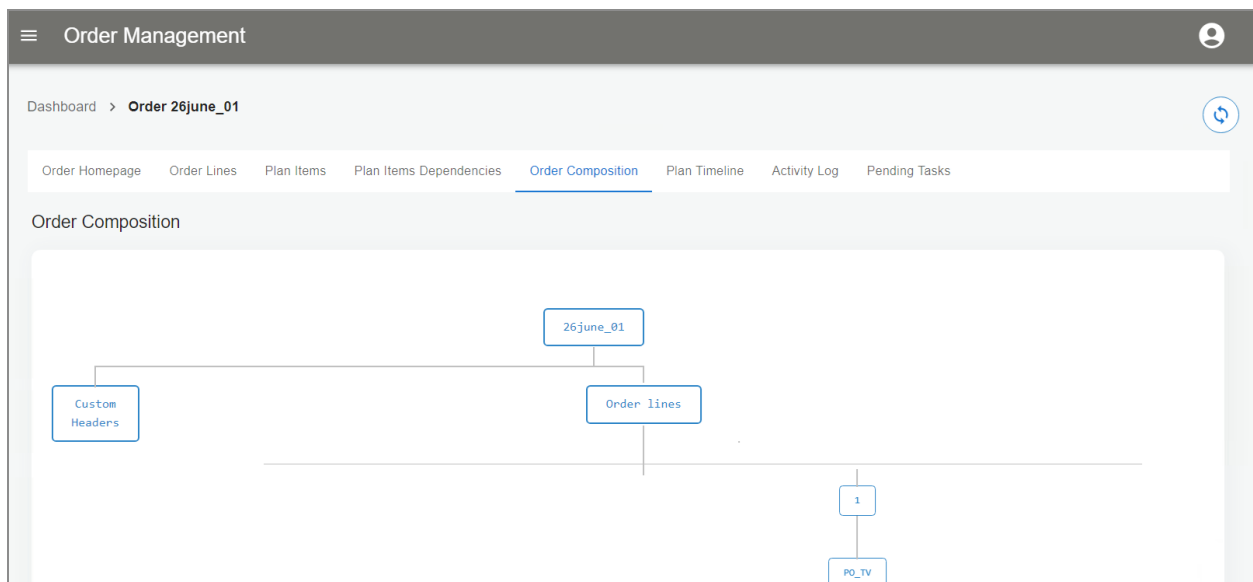 Order Management
Dashboard > Order 26june_01
Order Homepage Order Lines Plan Items Plan Items Dependencies Order Composition Plan Timeline Activity Log Pending Tasks
Order Composition
26june_01
Custom
Headers
Order lines
1
PO_TV